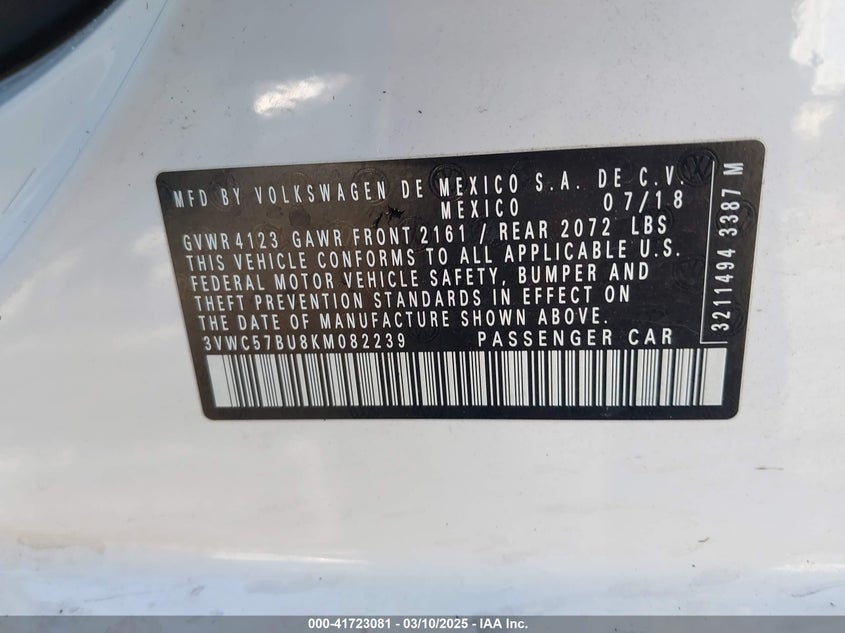 MFD BY VOLKSWAGEN DE MEXICO S.A. DE C.V
MEXICO 07/18
GVWR 4123 GAWR FRONT 2161 / REAR 2072 LBS
THIS VEHICLE CONFORMS TO ALL APPLICABLE U.S.
FEDERAL MOTOR VEHICLE SAFETY, BUMPER AND
THEFT PREVENTION STANDARDS IN EFFECT ON
THE DATE OF MANUFACTURE SHOWN ABOVE.
3VWC57BU8KM082239 PASSENGER CAR
3211494 3387 M
000-41723081 - 03/10/2025 - IAA Inc.